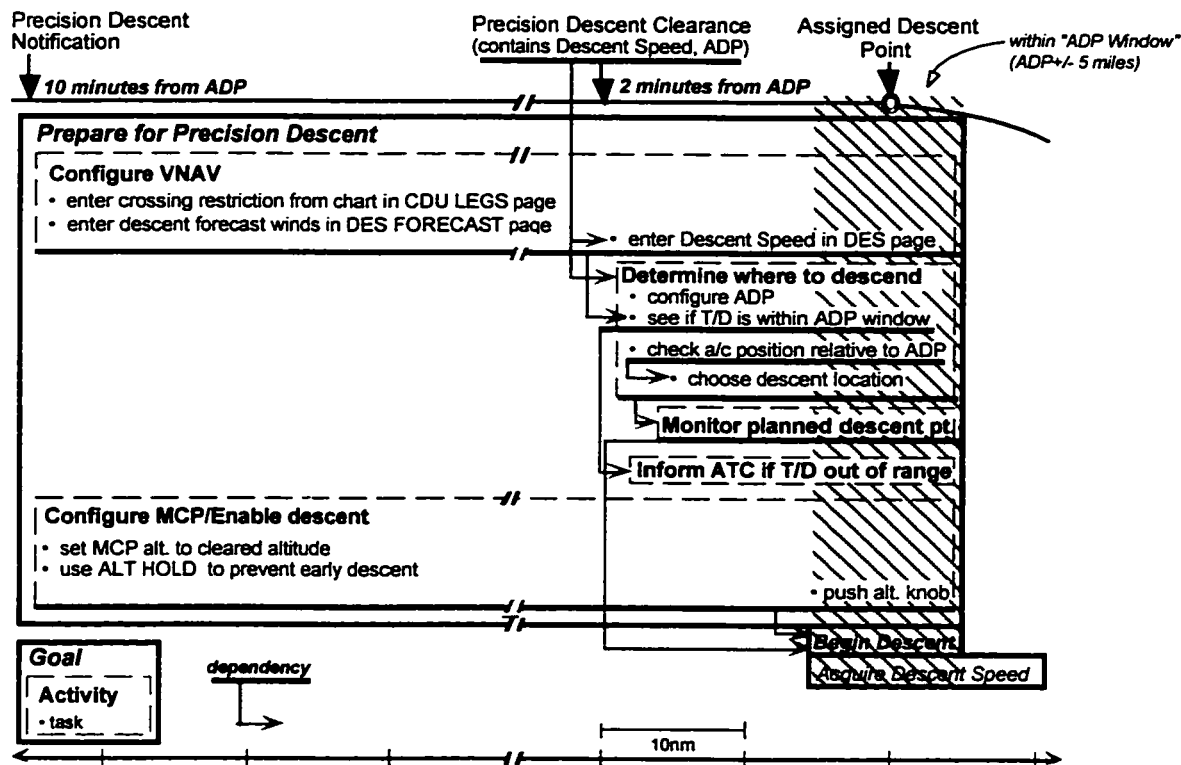 Precision Descent
Notification
Precision Descent Clearance
(contains Descent Speed, ADP)
Assigned Descent
Point
within "ADP Window"
(ADP+/- 5 miles)
10 minutes from ADP
2 minutes from ADP
Prepare for Precision Descent
Configure VNAV
• enter crossing restriction from chart in CDU LEGS page
• enter descent forecast winds in DES FORECAST page
• enter Descent Speed in DES page
Determine where to descend
• configure ADP
• see if T/D is within ADP window
• check a/c position relative to ADP
• choose descent location
Monitor planned descent pt.
Inform ATC if T/D out of range
Configure MCP/Enable descent
• set MCP alt. to cleared altitude
• use ALT HOLD to prevent early descent
• push alt. knob
Begin Descent
Acquire Descent Speed
Goal
Activity
• task
dependency
10nm